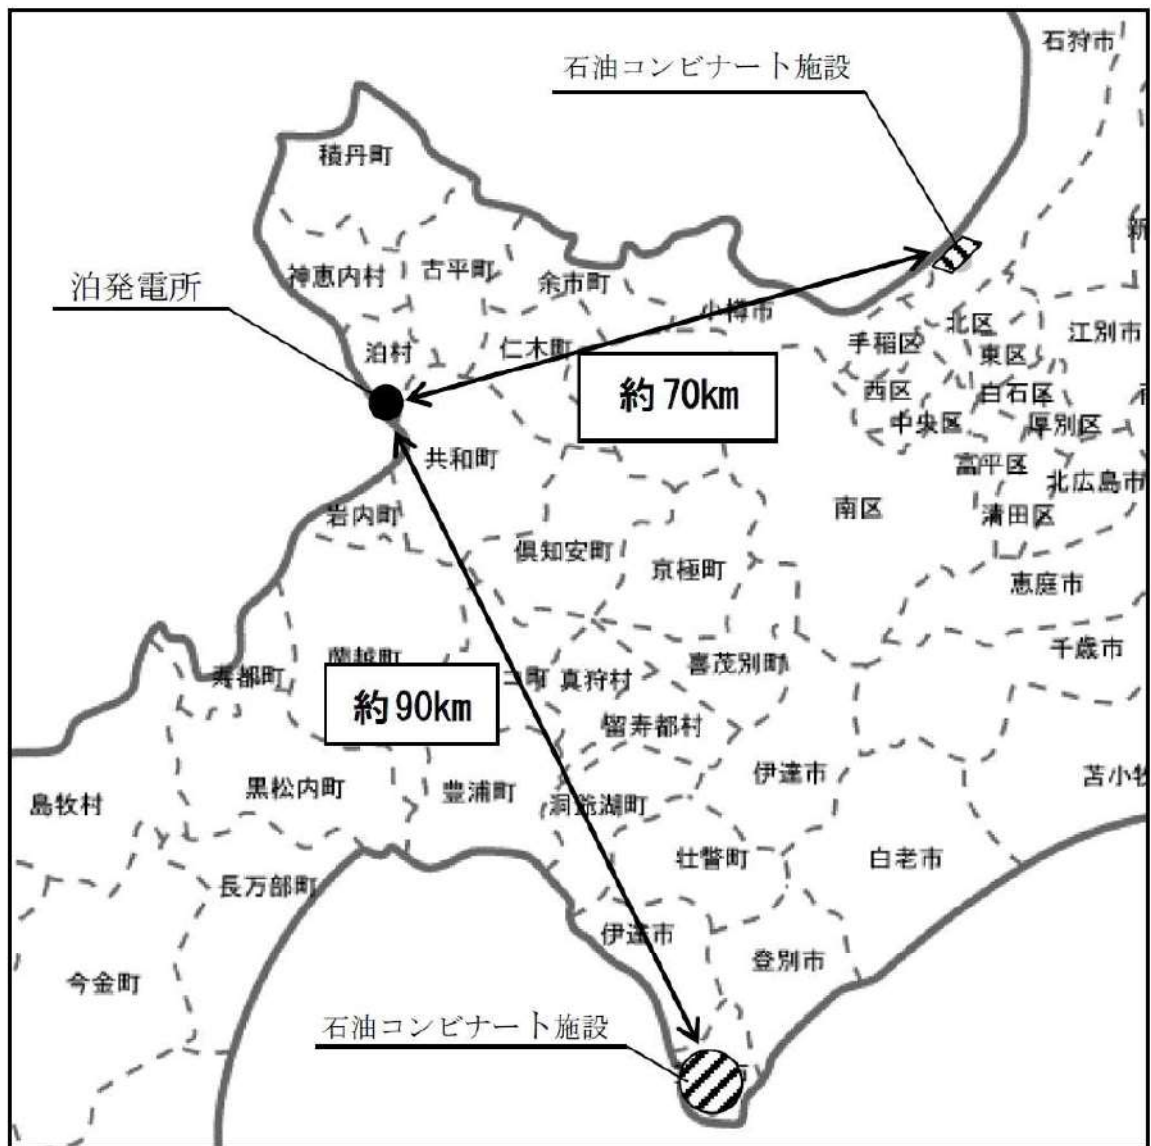 石狩市
石油コンビナート施設
積丹町
泊発電所
神恵内村
古平町
余市町
小樽市
新
北区
江別市
手稲区
東区
泊村
仁木町
西区
白石区
中央区
厚別区
約70km
共和町
富平区
北広島市
岩内町
南区
清田区
倶知安町
京極町
恵庭市
千歳市
蘭越町
寿都町
コ町
真狩村
喜茂別町
約90km
留寿都村
伊達市
苫小牧
黒松内町
豊浦町
洞爺湖町
島牧村
壮瞥町
白老市
長万部町
伊達市
登別市
今金町
石油コンビナート施設
市